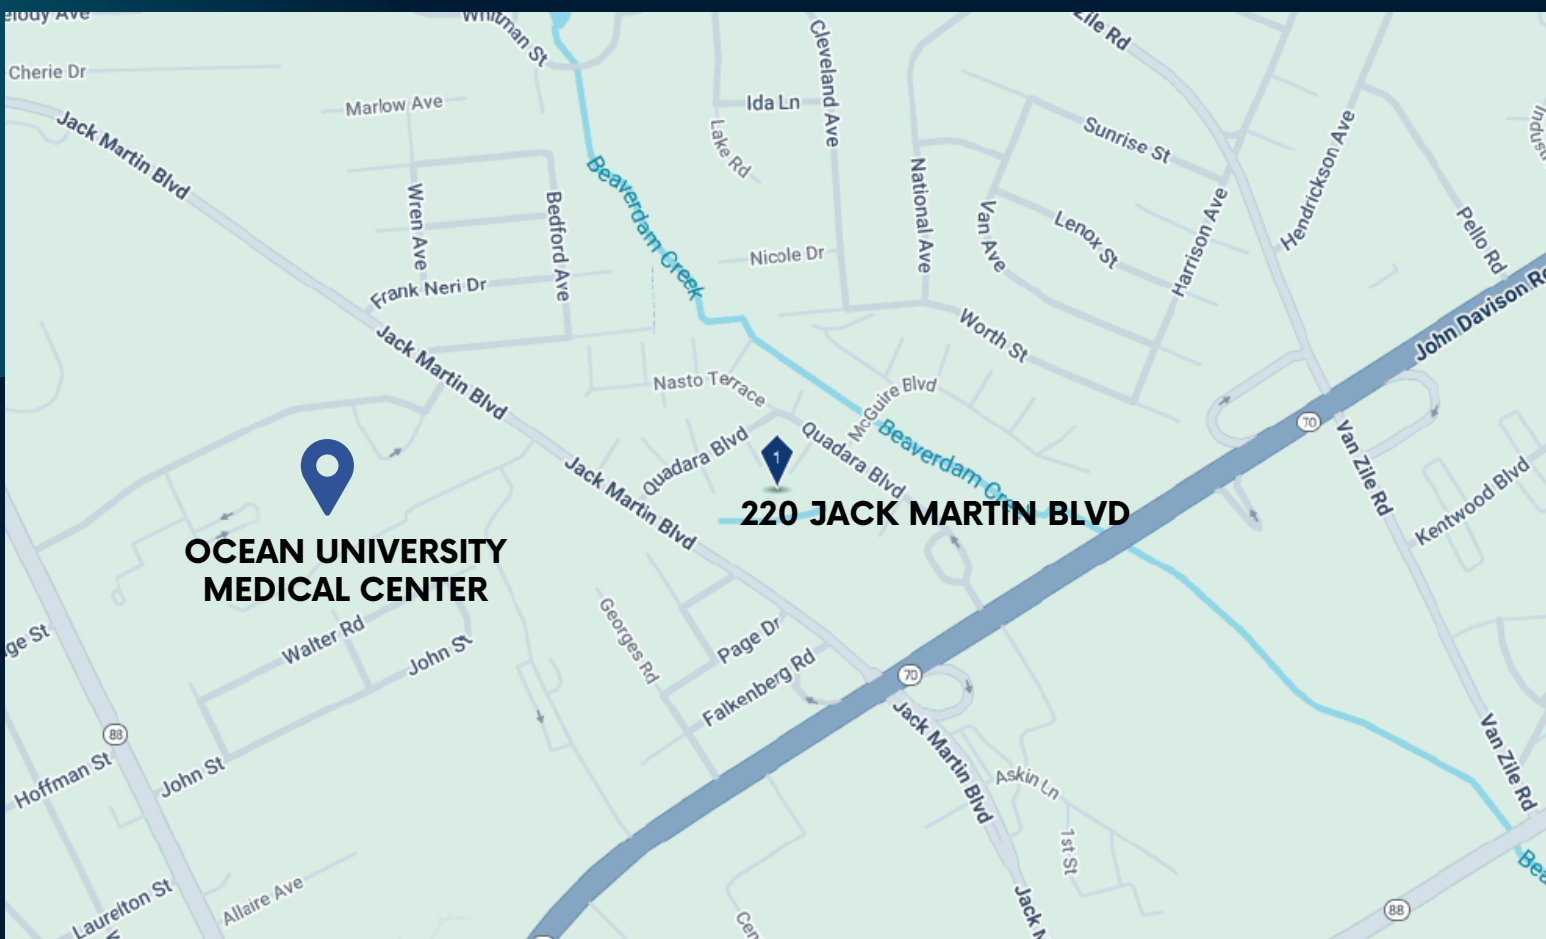 Whitman St
Cherie Dr
Marlow Ave
Ida Ln
Cleveland Ave
Zile Rd
Jack Martin Blvd
Lake Rd
Sunrise St
Hendrickson Ave
Beaverdam Creek
Wren Ave
Bedford Ave
National Ave
Van Ave
Lenox St
Harrison Ave
Pello Rd
Nicole Dr
Frank Neri Dr
Worth St
John Davison
Jack Martin Blvd
Nasto Terrace
McGuire Blvd
70
Quadara Blvd
Quadara Blvd
Beaverdam
Van Zile Rd
Kentwood Blvd
1
Jack Martin Blvd
220 JACK MARTIN BLVD
OCEAN UNIVERSITY
MEDICAL CENTER
Walter Rd
John St
Georges Rd
Page Dr
Falkenberg Rd
70
88
Hoffman St
John St
Jack Martin Blvd
Askin Ln
Van Zile Rd
1st St
Laurelton St
Allaire Ave
Jack
88